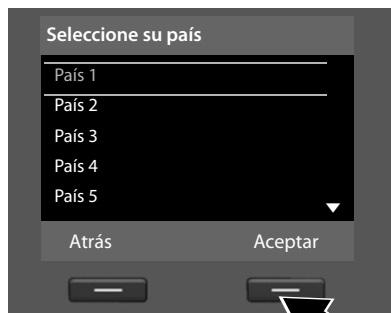 Seleccione su país
País 1
País 2
País 3
País 4
País 5
Atrás Aceptar